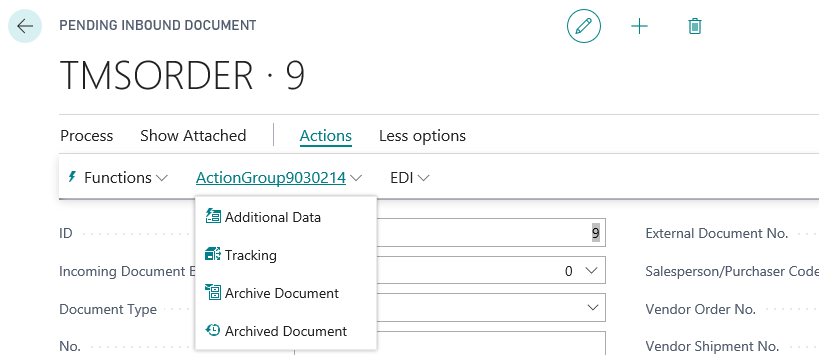 PENDING INBOUND DOCUMENT
TMSORDER · 9
Process Show Attached Actions Less options
Functions ActionGroup9030214 EDI
Additional Data
ID 9 External Document No.
Tracking
Incoming Document E 0 Salesperson/Purchaser Code
Archive Document
Document Type Vendor Order No.
Archived Document
No. Vendor Shipment No.